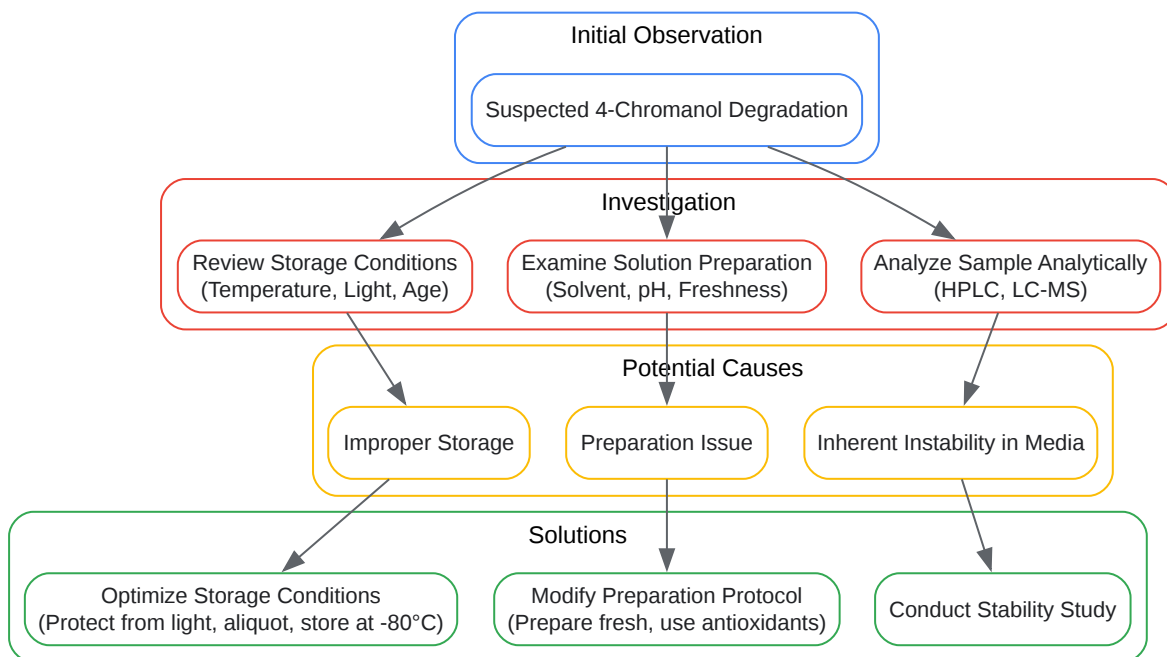 Initial Observation
Suspected 4-Chromanol Degradation
Investigation
Review Storage Conditions
(Temperature, Light, Age)
Examine Solution Preparation
(Solvent, pH, Freshness)
Analyze Sample Analytically
(HPLC, LC-MS)
Potential Causes
Improper Storage
Preparation Issue
Inherent Instability in Media
Solutions
Optimize Storage Conditions
(Protect from light, aliquot, store at -80°C)
Modify Preparation Protocol
(Prepare fresh, use antioxidants)
Conduct Stability Study